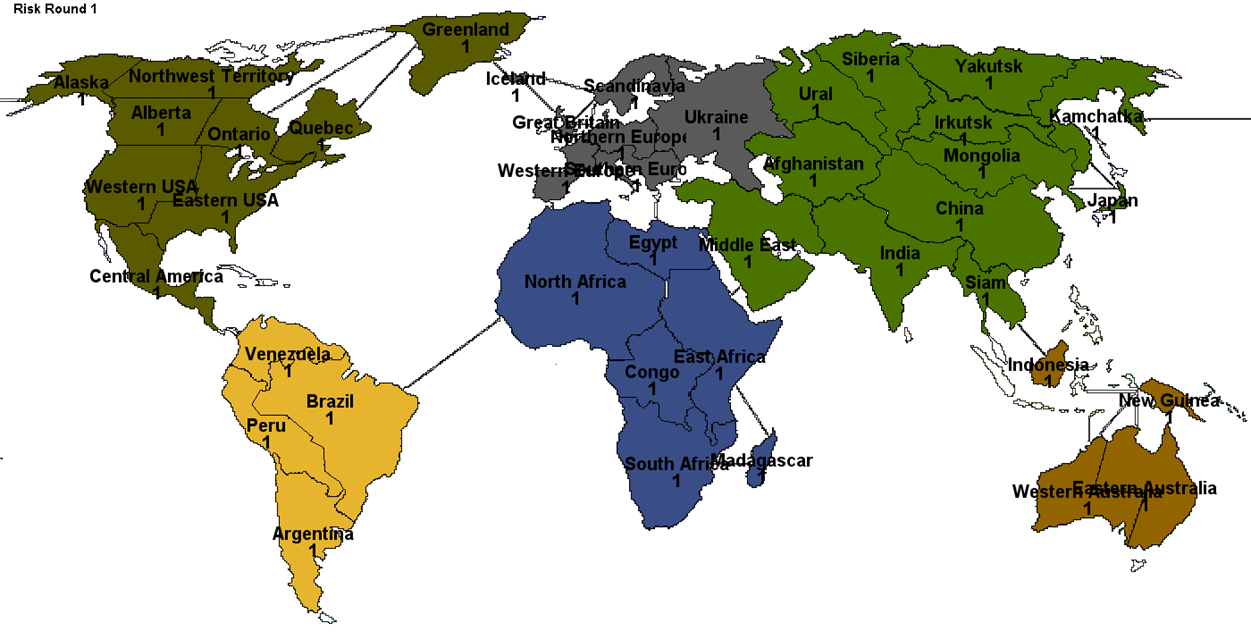 Risk Round 1
Greenland
1
Alaska
1
Northwest Territory
1
Alberta
1
Ontario
1
Quebec
1
Western USA
1
Eastern USA
1
Central America
1
Venezuela
1
Brazil
1
Peru
1
Argentina
1
Iceland
1
Scandinavia
1
Great Britain
Northern Europe
1
Ukraine
1
Western Europe
1
Southern Euro
1
North Africa
1
Egypt
1
East Africa
1
Congo
1
South Africa
1
Madagascar
1
Ural
1
Siberia
1
Yakutsk
1
Irkutsk
1
Kamchatka
1
Mongolia
1
Afghanistan
1
China
1
Japan
1
Middle East
1
India
1
Siam
1
Indonesia
1
New Guinea
1
Western Australia
1
Eastern Australia
1